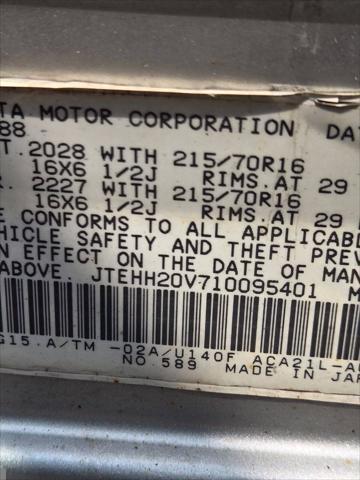 TA MOTOR CORPORATION DA
88
T. 2028 WITH 215/70R16
16X6 1/2J RIMS.AT 29
R. 2227 WITH 215/70R16
16X6 1/2J RIMS.AT 29
E CONFORMS TO ALL APPLICABL
HICLE SAFETY AND THEFT PREV
N EFFECT ON THE DATE OF MAN
ABOVE. JTEHH20V710095401 M
G15.A/TM -02A/U140F ACA21L-A
NO.589 MADE IN JAPA